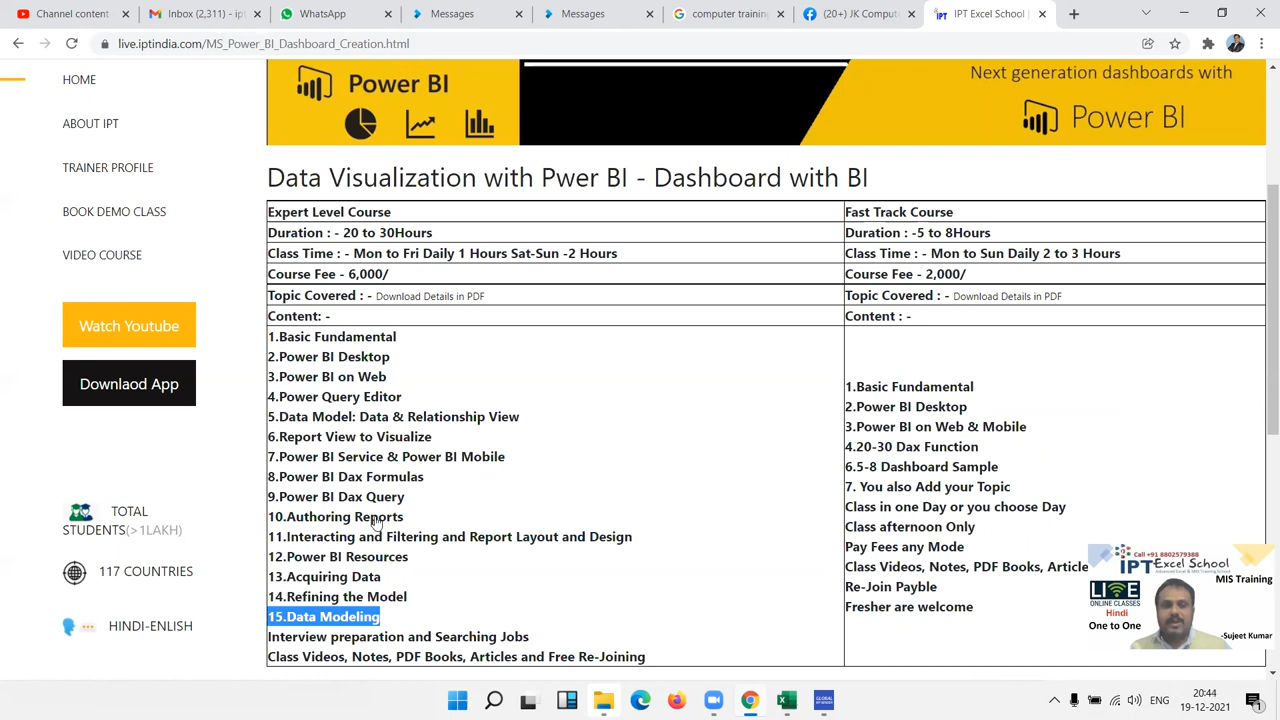 Channel content
Inbox (2,311) - ipt
WhatsApp
Messages
Messages
computer training
(20+) JK Comput
IPT Excel School |
live.iptindia.com/MS_Power_BI_Dashboard_Creation.html
HOME
ABOUT IPT
TRAINER PROFILE
BOOK DEMO CLASS
VIDEO COURSE
Watch Youtube
Downlaod App
TOTAL
STUDENTS(>1LAKH)
117 COUNTRIES
HINDI-ENLISH
Power BI
Next generation dashboards with
Power BI
Data Visualization with Pwer BI - Dashboard with BI
Expert Level Course
Duration : - 20 to 30Hours
Class Time : - Mon to Fri Daily 1 Hours Sat-Sun -2 Hours
Course Fee - 6,000/
Topic Covered : - Download Details in PDF
Content: -
1.Basic Fundamental
2.Power BI Desktop
3.Power BI on Web
4.Power Query Editor
5.Data Model: Data & Relationship View
6.Report View to Visualize
7.Power BI Service & Power BI Mobile
8.Power BI Dax Formulas
9.Power BI Dax Query
10.Authoring Reports
11.Interacting and Filtering and Report Layout and Design
12.Power BI Resources
13.Acquiring Data
14.Refining the Model
15.Data Modeling
Interview preparation and Searching Jobs
Class Videos, Notes, PDF Books, Articles and Free Re-Joining
Fast Track Course
Duration : -5 to 8Hours
Class Time : - Mon to Sun Daily 2 to 3 Hours
Course Fee - 2,000/
Topic Covered : - Download Details in PDF
Content : -
1.Basic Fundamental
2.Power BI Desktop
3.Power BI on Web & Mobile
4.20-30 Dax Function
6.5-8 Dashboard Sample
7. You also Add your Topic
Class in one Day or you choose Day
Class afternoon Only
Pay Fees any Mode
Class Videos, Notes, PDF Books, Article
Re-Join Payble
Fresher are welcome
Call +91 8802579388
IPT Excel School
Advanced Excel & MIS Training School
MIS Training
LIVE
ONLINE CLASSES
Hindi
One to One
-Sujeet Kumar
ENG
20:44
19-12-2021